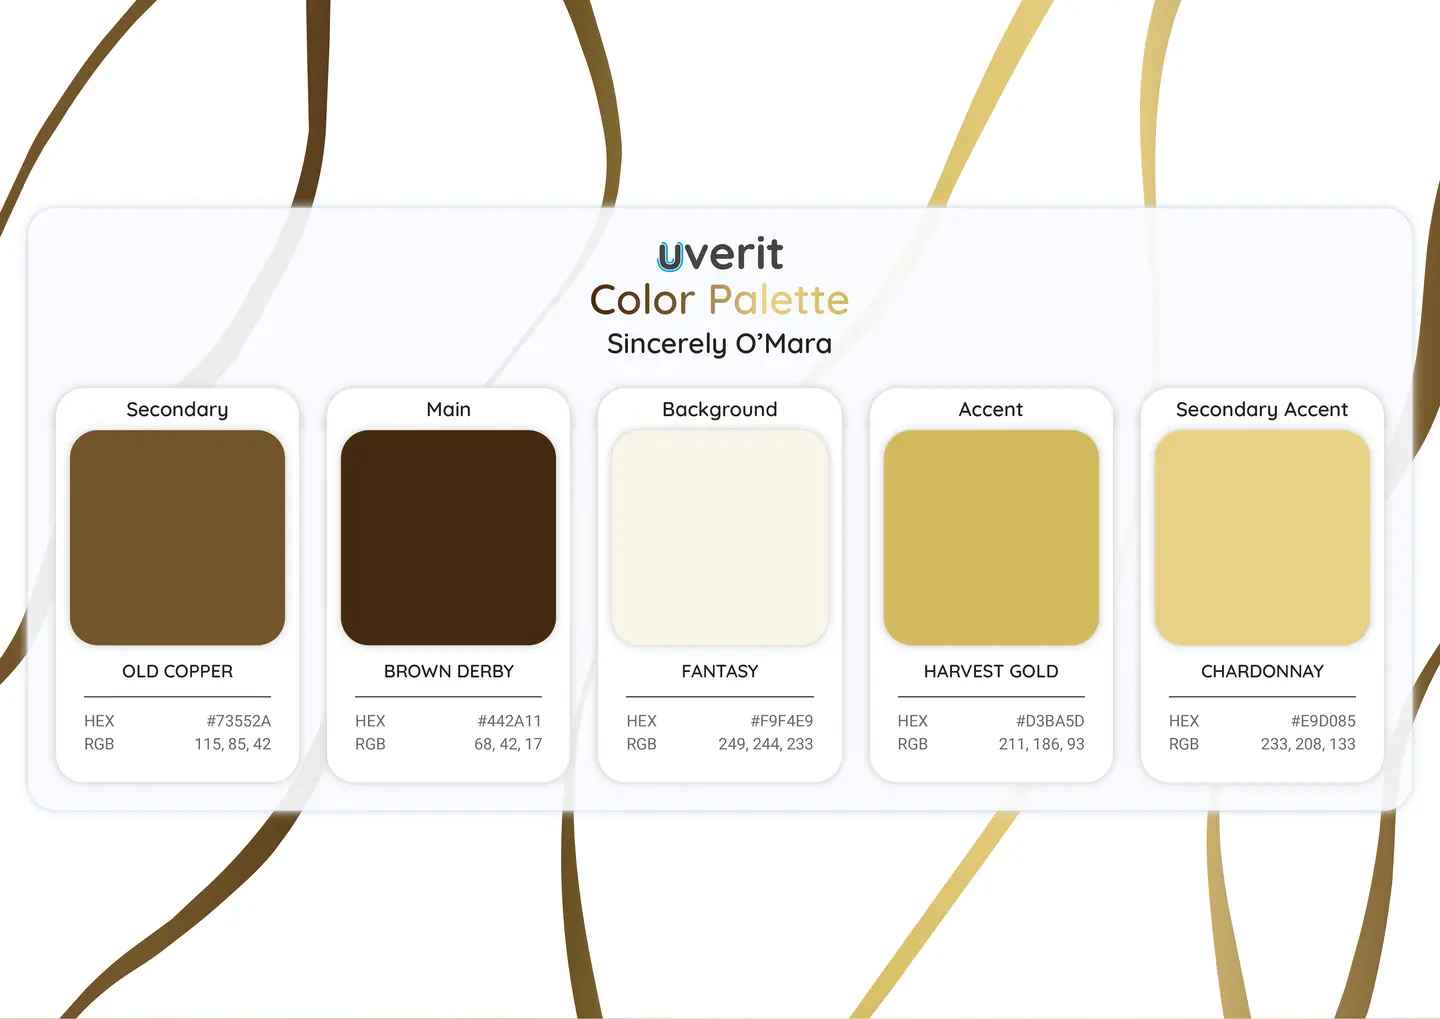 uverit
Color Palette
Sincerely O’Mara
Secondary
OLD COPPER
HEX #73552A
RGB 115, 85, 42
Main
BROWN DERBY
HEX #442A11
RGB 68, 42, 17
Background
FANTASY
HEX #F9F4E9
RGB 249, 244, 233
Accent
HARVEST GOLD
HEX #D3BA5D
RGB 211, 186, 93
Secondary Accent
CHARDONNAY
HEX #E9D085
RGB 233, 208, 133